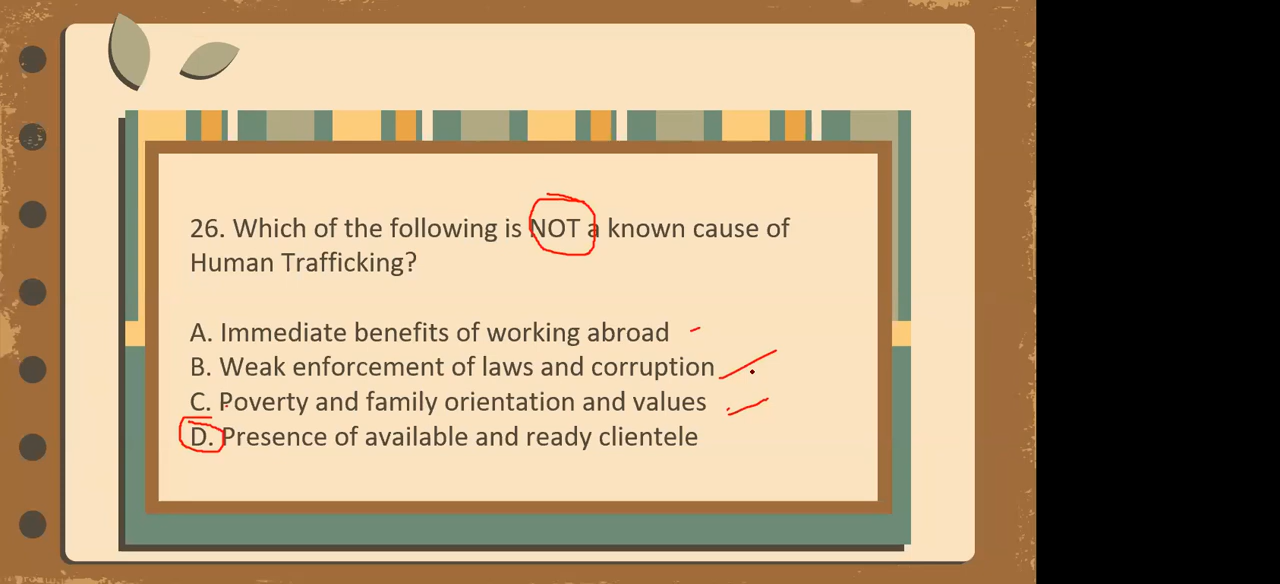 26. Which of the following is NOT a known cause of
Human Trafficking?
A. Immediate benefits of working abroad
B. Weak enforcement of laws and corruption
C. Poverty and family orientation and values
D. Presence of available and ready clientele